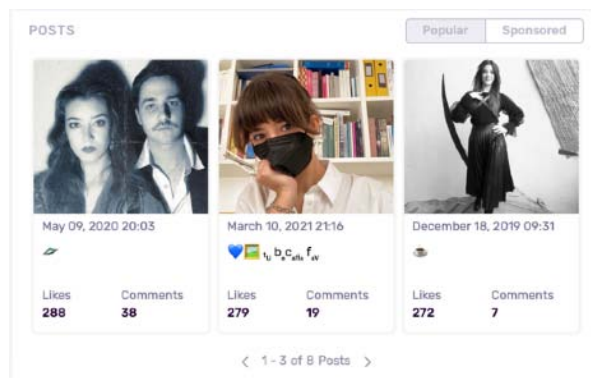 POSTS
Popular Sponsored
May 09, 2020 20:03
Likes Comments
288 38
March 10, 2021 21:16
Likes Comments
279 19
December 18, 2019 09:31
Likes Comments
272 7
< 1 - 3 of 8 Posts >